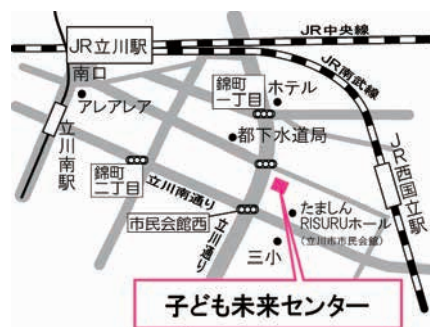 JR中央線
JR立川駅
JR南武線
南口
アレアレア
錦町
一丁目
ホテル
都下水道局
立川南駅
錦町
二丁目
立川南通り
JR西国立駅
市民会館西
立川通り
たましん
RISURUホール
(立川市市民会館)
三小
子ども未来センター